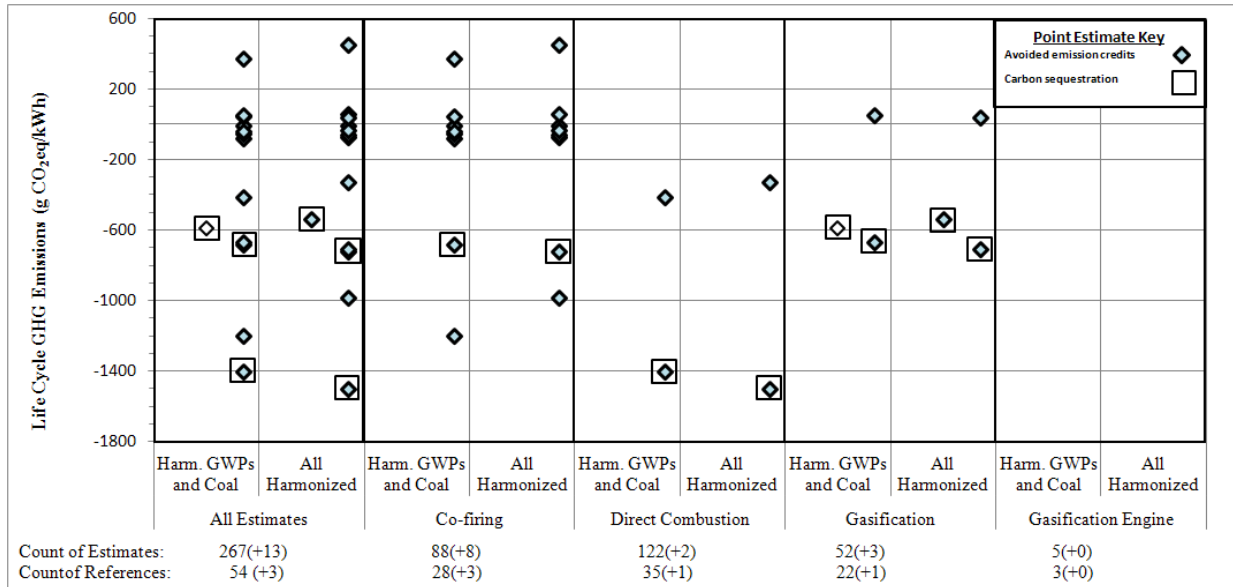 600
200
-200
-600
-1000
-1400
-1800
Life Cycle GHG Emissions (g CO₂eq/kWh)
Point Estimate Key
Avoided emission credits
Carbon sequestration
Harm. GWPs and Coal
All Harmonized
Harm. GWPs and Coal
All Harmonized
Harm. GWPs and Coal
All Harmonized
Harm. GWPs and Coal
All Harmonized
Harm. GWPs and Coal
All Harmonized
All Estimates Co-firing Direct Combustion Gasification Gasification Engine
Count of Estimates: 267(+13) 88(+8) 122(+2) 52(+3) 5(+0)
Countof References: 54 (+3) 28(+3) 35(+1) 22(+1) 3(+0)